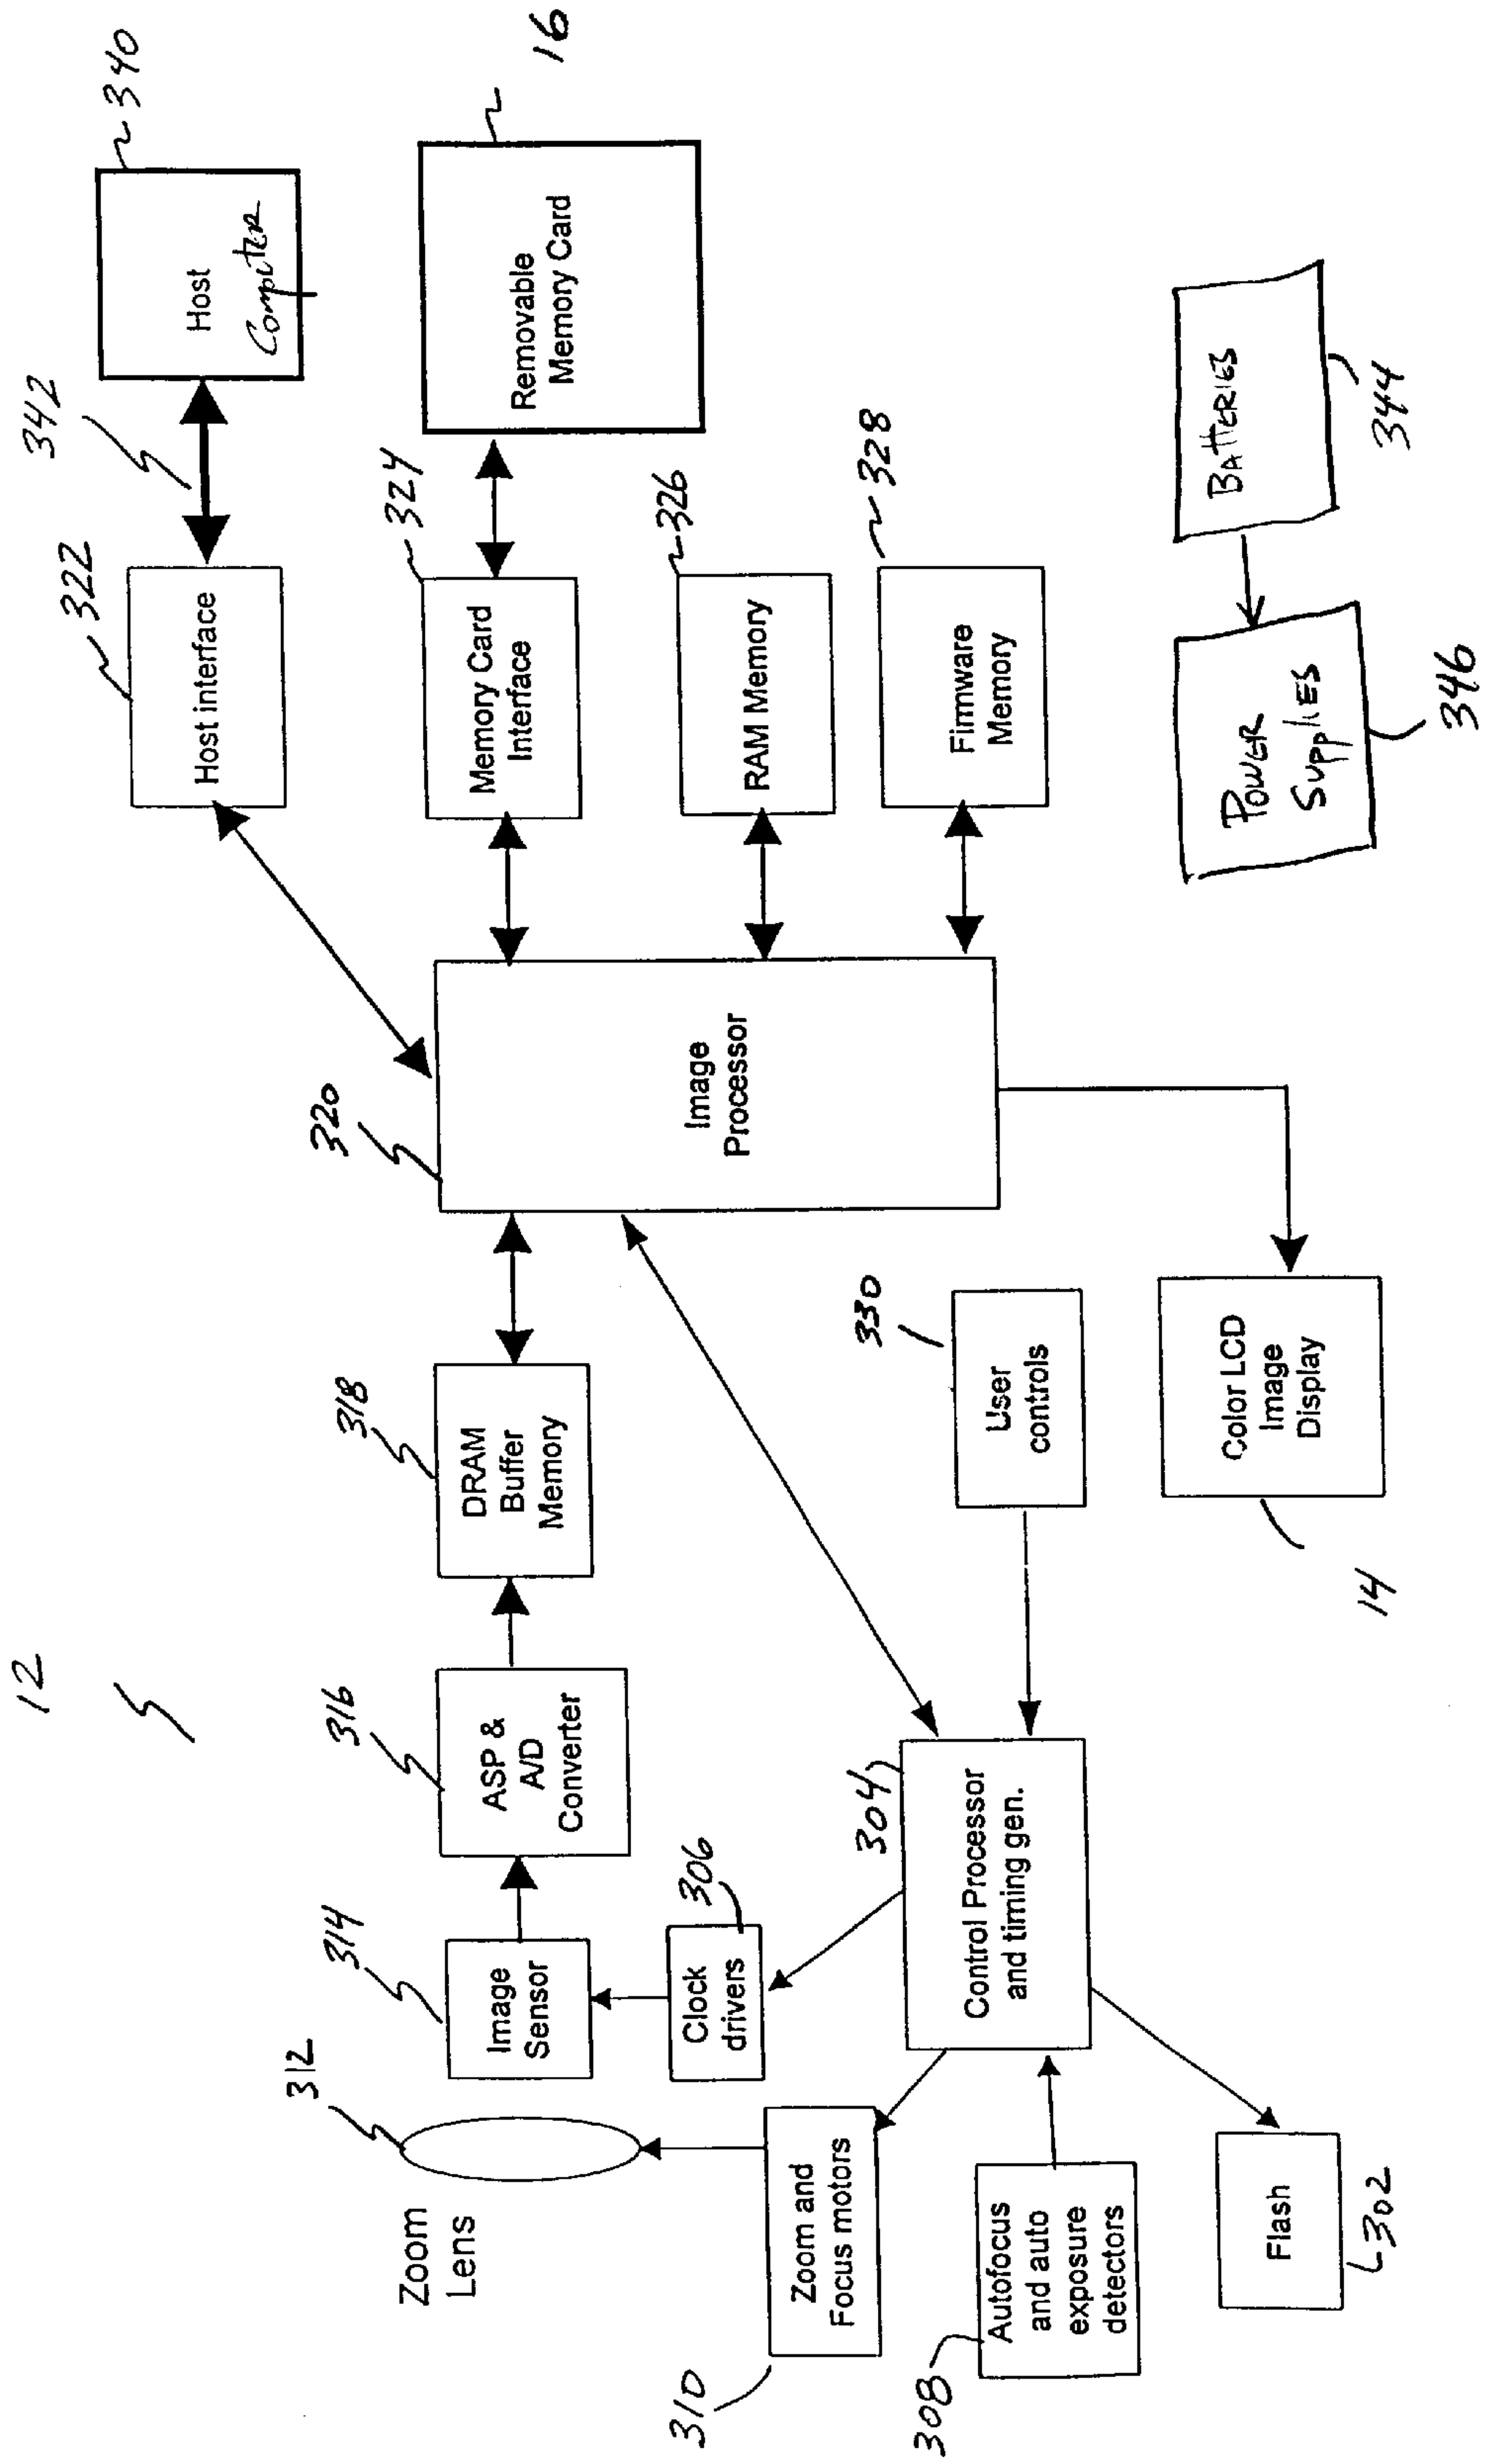 12
342
340
322
312
314
316
318
320
324
16
Zoom
Lens
Image
Sensor
ASP &
A/D
Converter
DRAM
Buffer
Memory
Host interface
Host
Computer
Memory Card
Interface
Removable
Memory Card
310
306
Clock
drivers
Image
Processor
326
RAM Memory
Zoom and
Focus motors
304
330
328
308
Autofocus
and auto
exposure
detectors
Control Processor
and timing gen.
User
controls
Firmware
Memory
Flash
302
Color LCD
Image
Display
14
Power
Supplies
346
Batteries
344